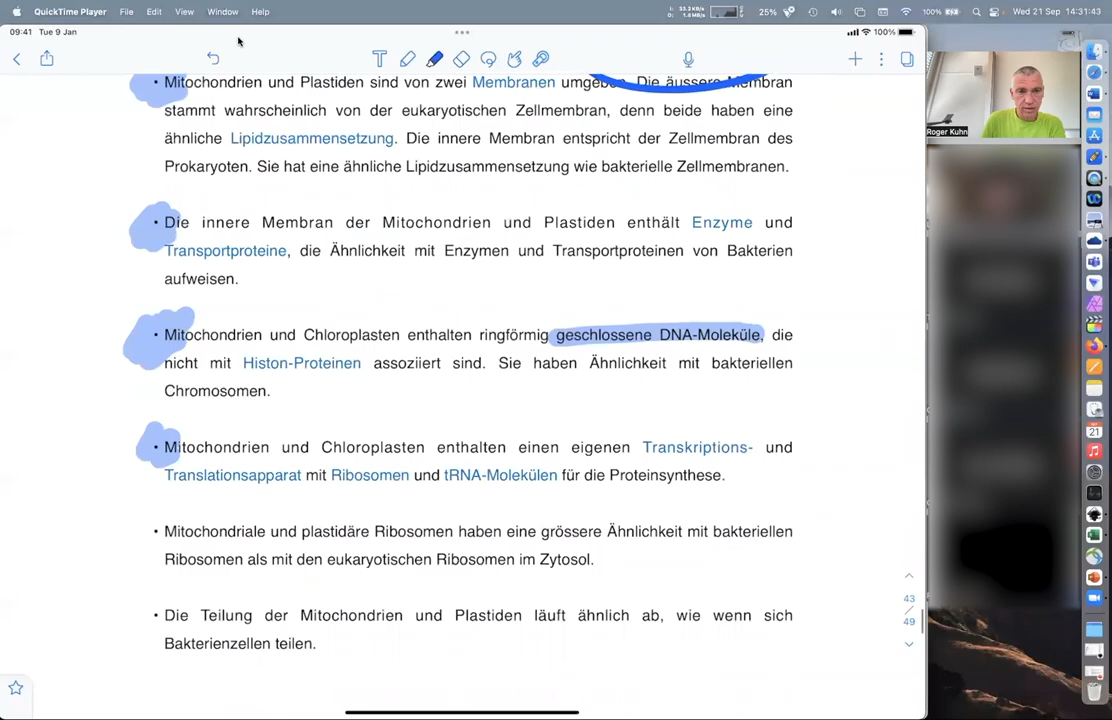 QuickTime Player File Edit View Window Help
25% 100% Wed 21 Sep 14:31:43
09:41 Tue 9 Jan
100%
Mitochondrien und Plastiden sind von zwei Membranen umgeben. Die äussere Membran
stammt wahrscheinlich von der eukaryotischen Zellmembran, denn beide haben eine
ähnliche Lipidzusammensetzung. Die innere Membran entspricht der Zellmembran des
Prokaryoten. Sie hat eine ähnliche Lipidzusammensetzung wie bakterielle Zellmembranen.
Roger Kuhn
• Die innere Membran der Mitochondrien und Plastiden enthält Enzyme und
Transportproteine, die Ähnlichkeit mit Enzymen und Transportproteinen von Bakterien
aufweisen.
• Mitochondrien und Chloroplasten enthalten ringförmig geschlossene DNA-Moleküle, die
nicht mit Histon-Proteinen assoziiert sind. Sie haben Ähnlichkeit mit bakteriellen
Chromosomen.
• Mitochondrien und Chloroplasten enthalten einen eigenen Transkriptions- und
Translationsapparat mit Ribosomen und tRNA-Molekülen für die Proteinsynthese.
• Mitochondriale und plastidäre Ribosomen haben eine grössere Ähnlichkeit mit bakteriellen
Ribosomen als mit den eukaryotischen Ribosomen im Zytosol.
• Die Teilung der Mitochondrien und Plastiden läuft ähnlich ab, wie wenn sich
Bakterienzellen teilen.
43
/
49